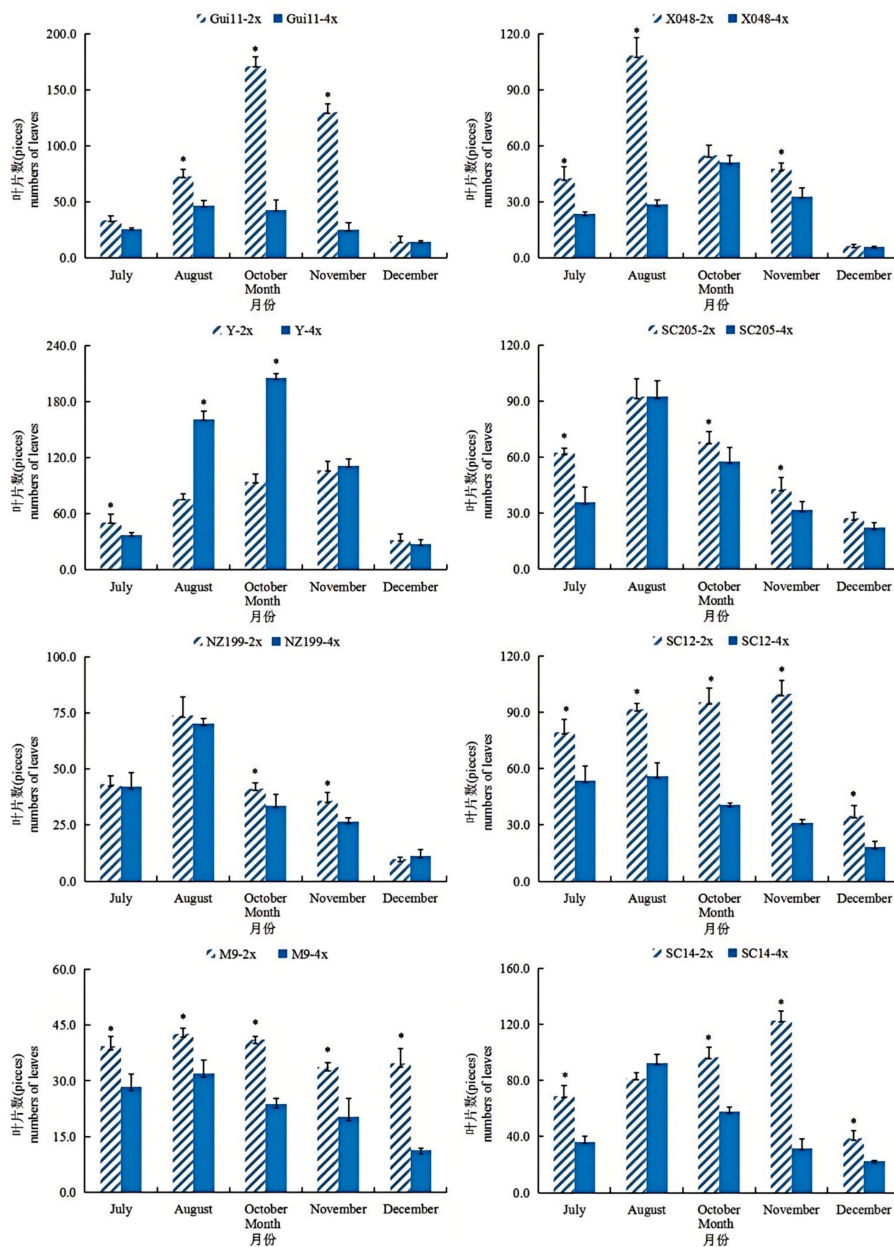 Gui11-2x Gui11-4x
叶片数(pieces)
numbers of leaves
200.0
150.0
100.0
50.0
0.0
*
*
*
July August October November December
Month
月份
X048-2x X048-4x
叶片数(pieces)
numbers of leaves
120.0
90.0
60.0
30.0
0.0
*
*
*
July August October November December
Month
月份
Y-2x Y-4x
叶片数(pieces)
numbers of leaves
240.0
180.0
120.0
60.0
0.0
*
*
*
July August October November December
Month
月份
SC205-2x SC205-4x
叶片数(pieces)
numbers of leaves
120.0
90.0
60.0
30.0
0.0
*
*
*
July August October November December
Month
月份
NZ199-2x NZ199-4x
叶片数(pieces)
numbers of leaves
100.0
75.0
50.0
25.0
0.0
*
*
July August October November December
Month
月份
SC12-2x SC12-4x
叶片数(pieces)
numbers of leaves
120.0
90.0
60.0
30.0
0.0
*
*
*
*
*
July August October November December
Month
月份
M9-2x M9-4x
叶片数(pieces)
numbers of leaves
60.0
45.0
30.0
15.0
0.0
*
*
*
*
*
July August October November December
Month
月份
SC14-2x SC14-4x
叶片数(pieces)
numbers of leaves
160.0
120.0
80.0
40.0
0.0
*
*
*
*
July August October November December
Month
月份